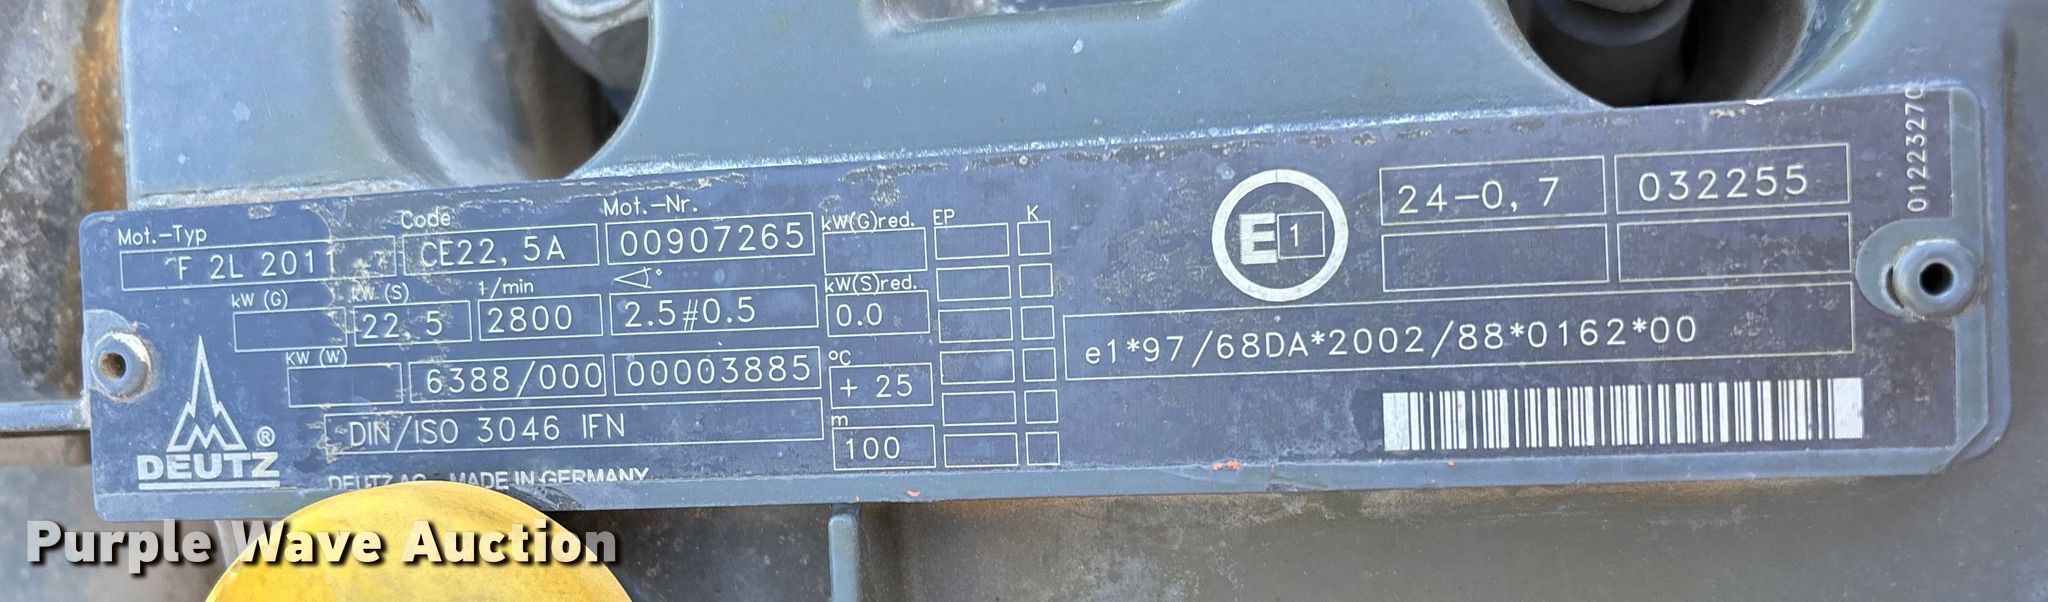 Mot.-Typ Code Mot.-Nr. kW(G)red. EP K
F 2L 2011 CE22,5A 00907265
kW (G) kW (S) 1/min ° kW(S)red.
22.5 2800 2.5#0.5 0.0
KW (W) °C
6388/000 00003885 + 25
m
DIN/ISO 3046 IFN 100
DEUTZ ®
DEUTZ AG MADE IN GERMANY
E 1
24-0,7 032255
e1*97/68DA*2002/88*0162*00
Purple Wave Auction